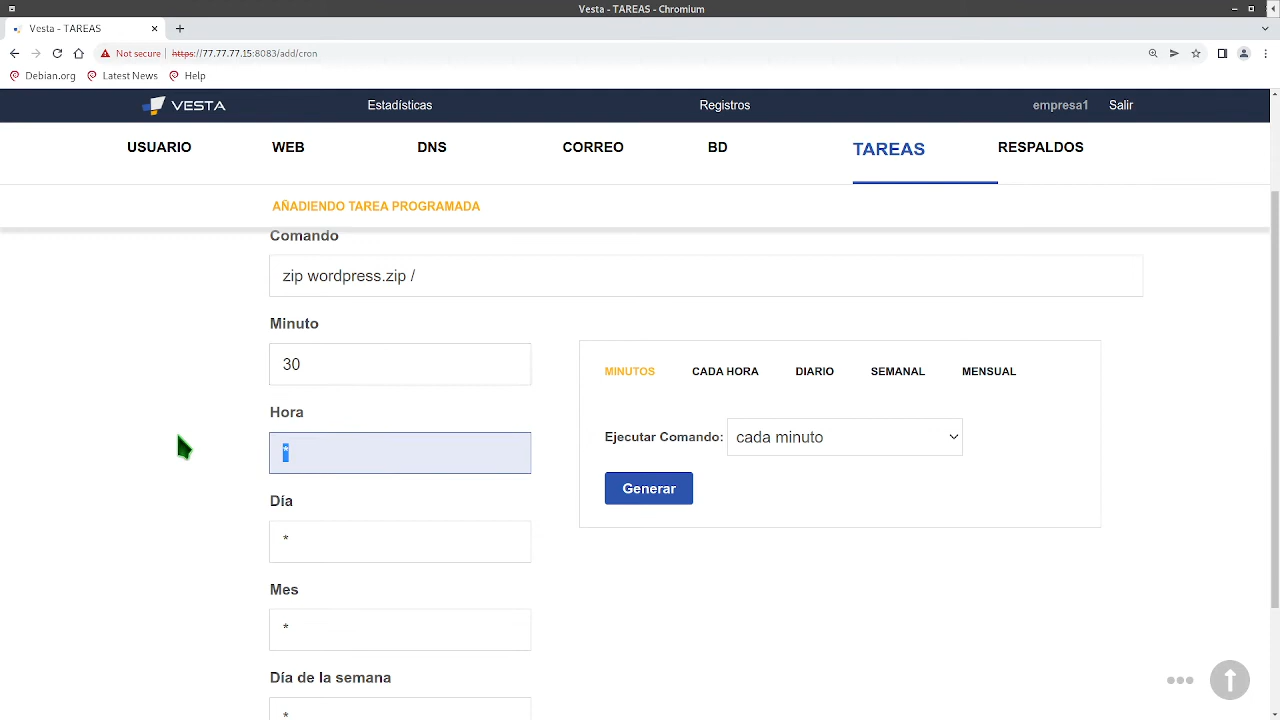 Vesta - TAREAS - Chromium
Vesta - TAREAS
Not secure | https://77.77.77.15:8083/add/cron
Debian.org Latest News Help
VESTA Estadísticas Registros empresa1 Salir
USUARIO WEB DNS CORREO BD TAREAS RESPALDOS
AÑADIENDO TAREA PROGRAMADA
Comando
zip wordpress.zip /
Minuto
30
MINUTOS CADA HORA DIARIO SEMANAL MENSUAL
Hora
*
Ejecutar Comando: cada minuto
Generar
Día
*
Mes
*
Día de la semana
*